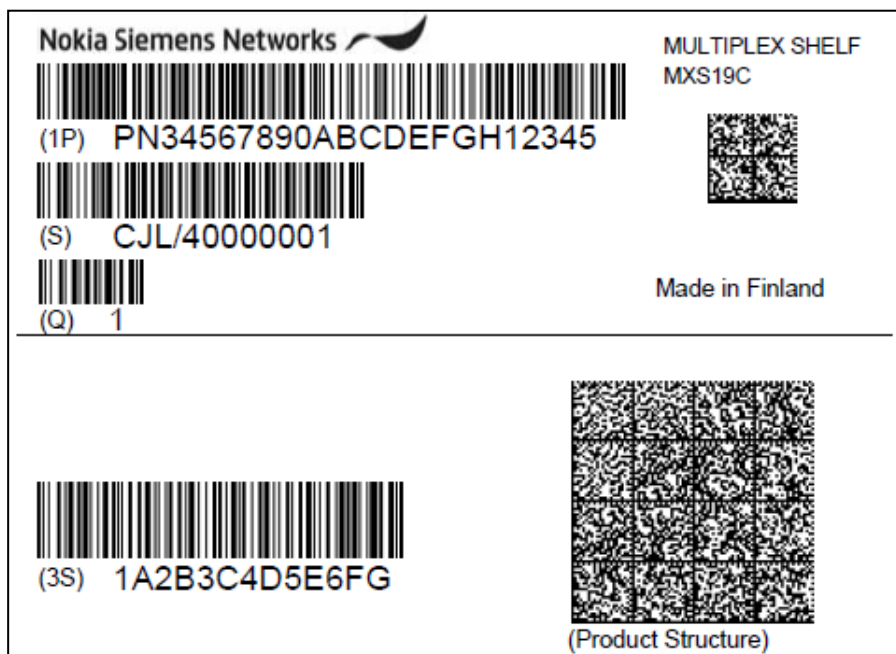 Nokia Siemens Networks
MULTIPLEX SHELF
MXS19C
(1P) PN34567890ABCDEFGH12345
(S) CJL/40000001
(Q) 1
Made in Finland
(3S) 1A2B3C4D5E6FG
(Product Structure)